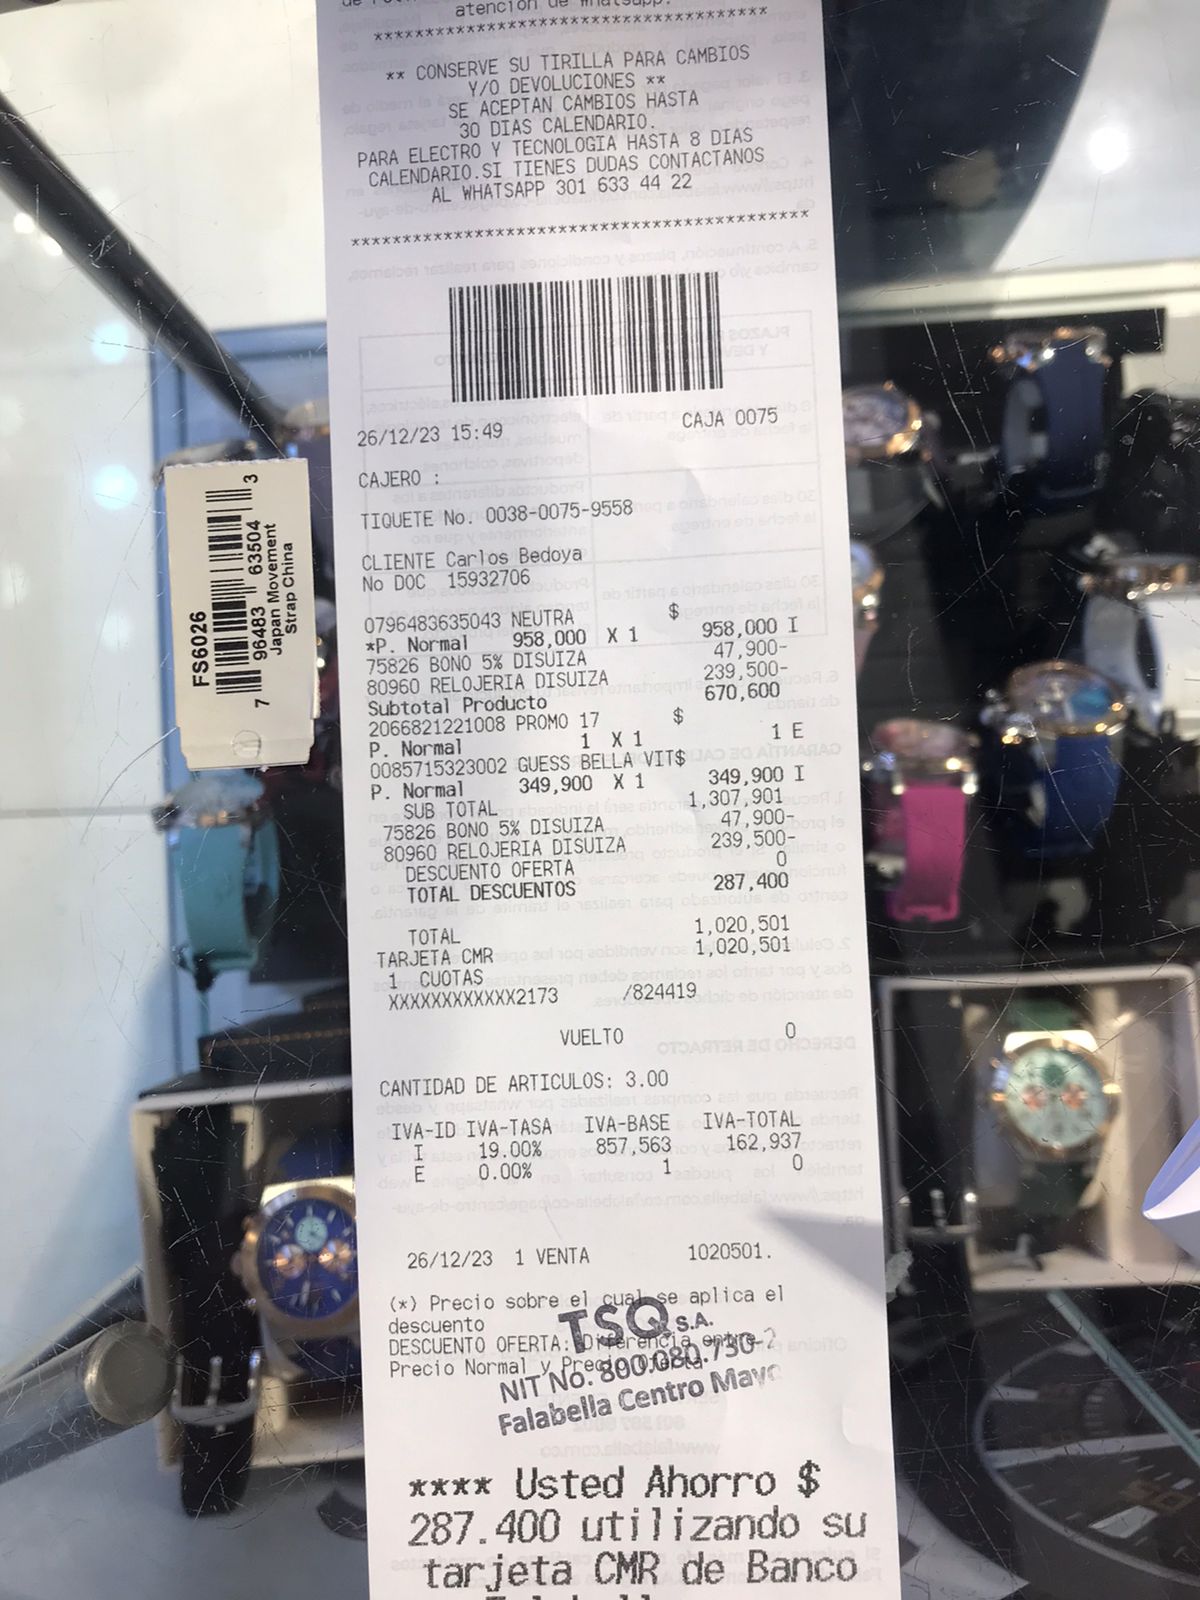 atención de Whatsapp.
****************************************
** CONSERVE SU TIRILLA PARA CAMBIOS
Y/O DEVOLUCIONES **
SE ACEPTAN CAMBIOS HASTA
30 DIAS CALENDARIO.
PARA ELECTRO Y TECNOLOGIA HASTA 8 DIAS
CALENDARIO.SI TIENES DUDAS CONTACTANOS
AL WHATSAPP 301 633 44 22
****************************************
26/12/23 15:49 CAJA 0075
CAJERO :
TIQUETE No. 0038-0075-9558
CLIENTE Carlos Bedoya
No DOC 15932706
0796483635043 NEUTRA $
*P. Normal 958,000 X 1 958,000 I
75826 BONO 5% DISUIZA 47,900-
80960 RELOJERIA DISUIZA 239,500-
Subtotal Producto 670,600
2066821221008 PROMO 17 $
P. Normal 1 X 1 1 E
0085715323002 GUESS BELLA VIT$
P. Normal 349,900 X 1 349,900 I
SUB TOTAL 1,307,901
75826 BONO 5% DISUIZA 47,900-
80960 RELOJERIA DISUIZA 239,500-
DESCUENTO OFERTA 0
TOTAL DESCUENTOS 287,400
TOTAL 1,020,501
TARJETA CMR 1,020,501
1 CUOTAS
XXXXXXXXXXXX2173 /824419
VUELTO 0
CANTIDAD DE ARTICULOS: 3.00
IVA-ID IVA-TASA IVA-BASE IVA-TOTAL
I 19.00% 857,563 162,937
E 0.00% 1 0
26/12/23 1 VENTA 1020501.
(*) Precio sobre el cual se aplica el
descuento
DESCUENTO OFERTA: Diferencia entre
Precio Normal y Precio Oferta
TSQ S.A.
NIT No. 800.080.730-2
Falabella Centro Mayo
**** Usted Ahorro $
287.400 utilizando su
tarjeta CMR de Banco
FS6026
7 96483 63504 3
Japan Movement
Strap China